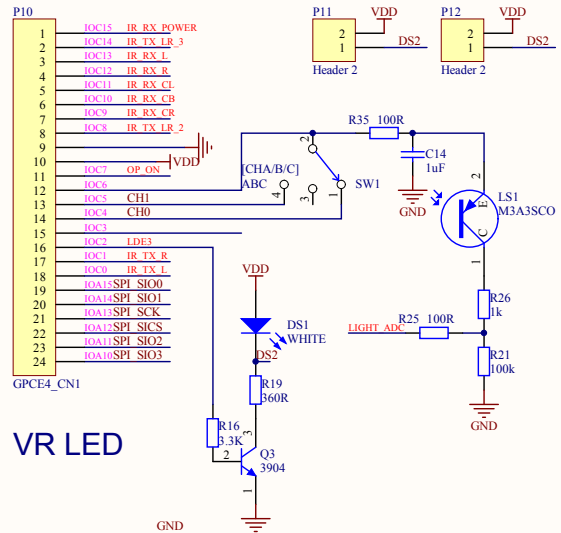 P10
1 IOC15 IR_RX_POWER
2 IOC14 IR_TX_LR_3
3 IOC13 IR_RX_L
4 IOC12 IR_RX_R
5 IOC11 IR_RX_CL
6 IOC10 IR_RX_CB
7 IOC9 IR_RX_CR
8 IOC8 IR_TX_LR_2
9
10 VDD
11 IOC7 OP_ON
12 IOC6
13 IOC5 CH1
14 IOC4 CH0
15 IOC3
16 IOC2 LDE3
17 IOC1 IR_TX_R
18 IOC0 IR_TX_L
19 IOA15 SPI_SIO0
20 IOA14 SPI_SIO1
21 IOA13 SPI_SCK
22 IOA12 SPI_SICS
23 IOA11 SPI_SIO2
24 IOA10 SPI_SIO3
GPCE4_CN1
P11
VDD
2
1 DS2
Header 2
P12
VDD
2
1 DS2
Header 2
R35 100R
C14
1uF
GND
[CHA/B/C]
ABC
SW1
2
4
3
1
2
E
LS1
M3A3SCO
C
1
R26
1k
LIGHT_ADC
R25 100R
R21
100k
GND
VDD
DS1
WHITE
DS2
R19
360R
R16
3.3K
3
2
Q3
3904
1
VR LED
GND